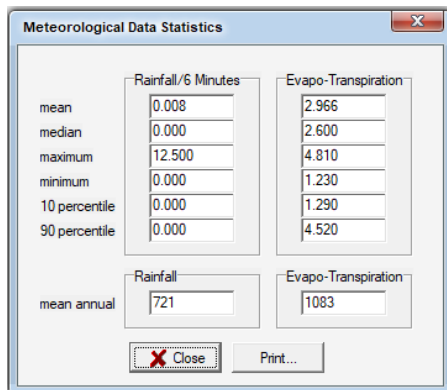 Meteorological Data Statistics
Rainfall/6 Minutes Evapo-Transpiration
mean 0.008 2.966
median 0.000 2.600
maximum 12.500 4.810
minimum 0.000 1.230
10 percentile 0.000 1.290
90 percentile 0.000 4.520
Rainfall Evapo-Transpiration
mean annual 721 1083
Close Print...